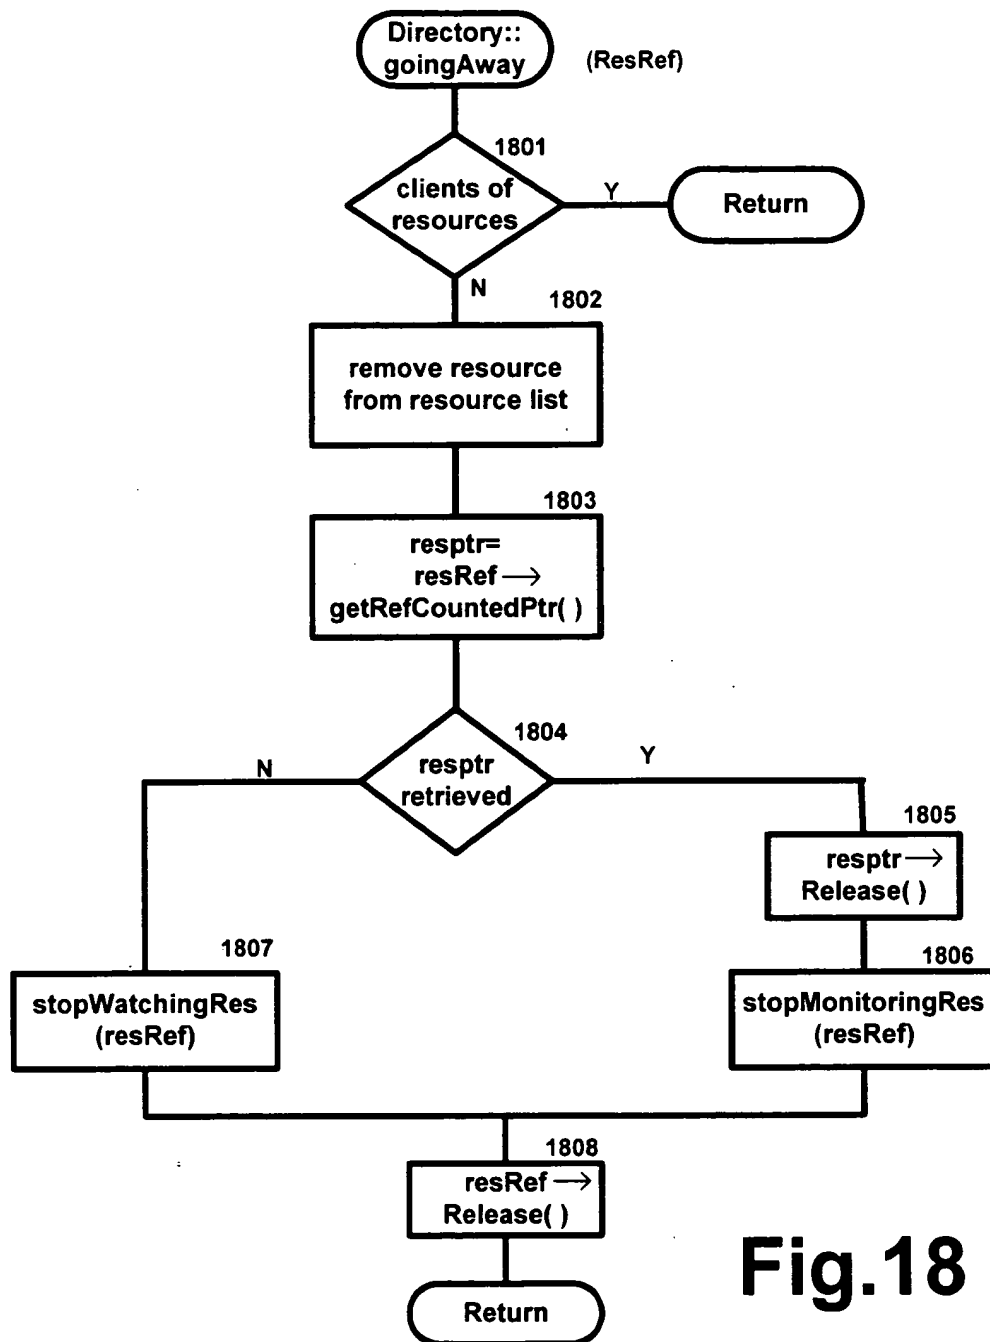 Directory::
goingAway
(ResRef)
1801
clients of
resources
Y
Return
N
1802
remove resource
from resource list
1803
resptr=
resRef →
getRefCountedPtr( )
1804
resptr
retrieved
N
Y
1805
resptr →
Release( )
1807
stopWatchingRes
(resRef)
1806
stopMonitoringRes
(resRef)
1808
resRef →
Release( )
Return
Fig.18